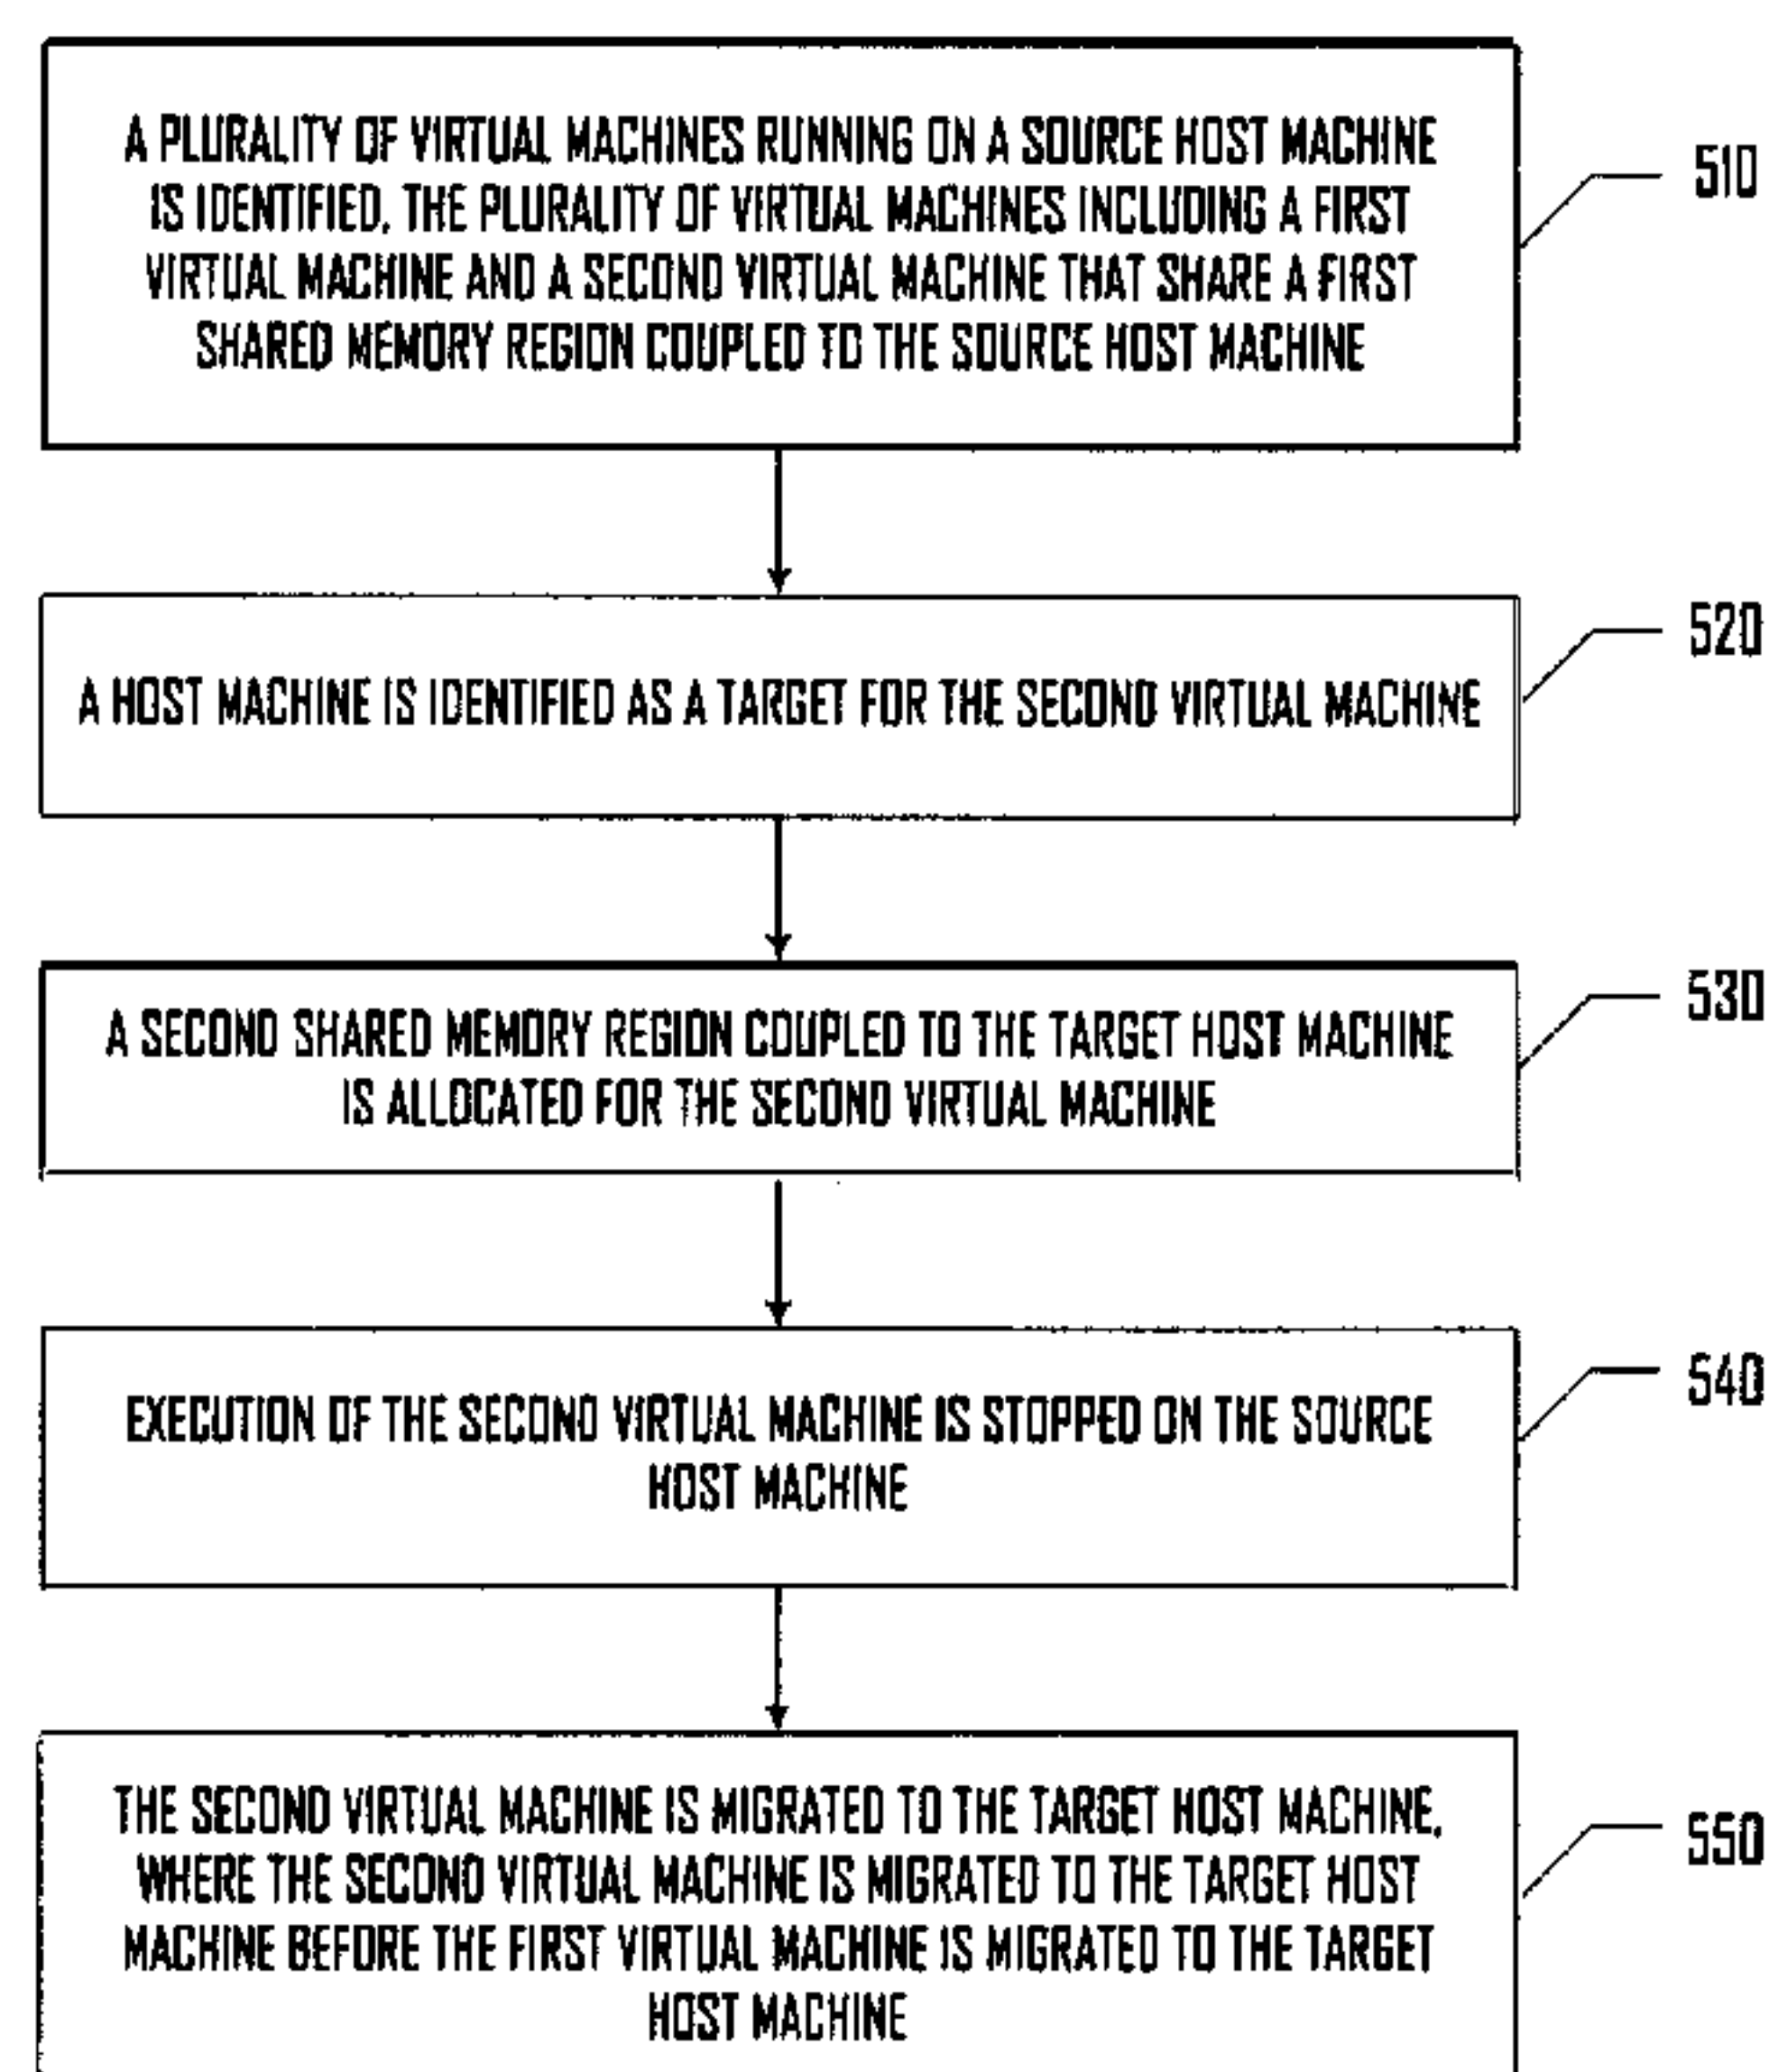 A PLURALITY OF VIRTUAL MACHINES RUNNING ON A SOURCE HOST MACHINE
IS IDENTIFIED, THE PLURALITY OF VIRTUAL MACHINES INCLUDING A FIRST
VIRTUAL MACHINE AND A SECOND VIRTUAL MACHINE THAT SHARE A FIRST
SHARED MEMORY REGION COUPLED TO THE SOURCE HOST MACHINE
510
A HOST MACHINE IS IDENTIFIED AS A TARGET FOR THE SECOND VIRTUAL MACHINE
520
A SECOND SHARED MEMORY REGION COUPLED TO THE TARGET HOST MACHINE
IS ALLOCATED FOR THE SECOND VIRTUAL MACHINE
530
EXECUTION OF THE SECOND VIRTUAL MACHINE IS STOPPED ON THE SOURCE
HOST MACHINE
540
THE SECOND VIRTUAL MACHINE IS MIGRATED TO THE TARGET HOST MACHINE,
WHERE THE SECOND VIRTUAL MACHINE IS MIGRATED TO THE TARGET HOST
MACHINE BEFORE THE FIRST VIRTUAL MACHINE IS MIGRATED TO THE TARGET
HOST MACHINE
550